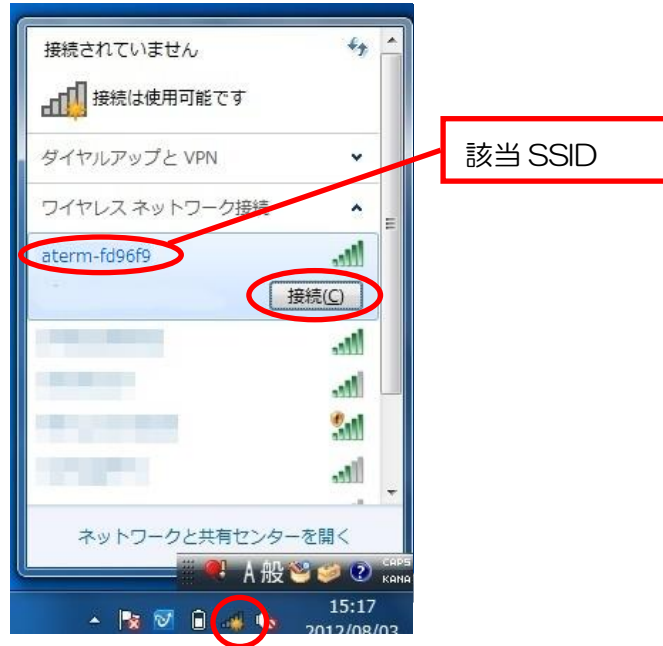 接続されていません
接続は使用可能です
ダイヤルアップと VPN
ワイヤレス ネットワーク接続
aterm-fd96f9
接続(C)
該当 SSID
ネットワークと共有センターを開く
A 般
CAPS
KANA
15:17
2012/08/03